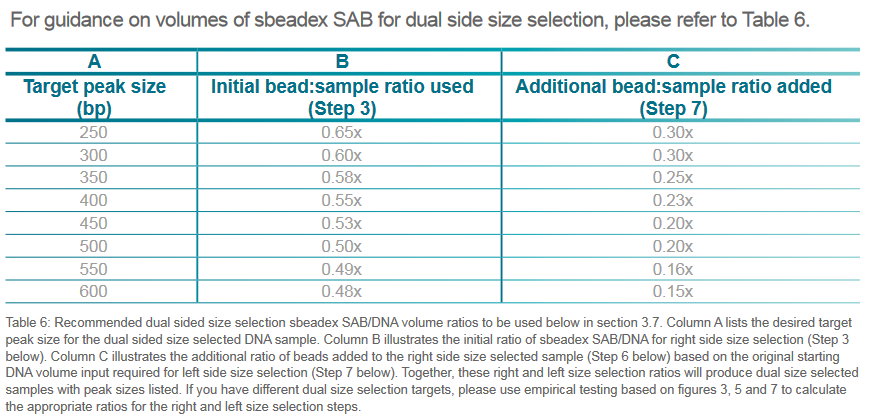 For guidance on volumes of sbeadex SAB for dual side size selection, please refer to Table 6.
A B C
Target peak size (bp) Initial bead:sample ratio used (Step 3) Additional bead:sample ratio added (Step 7)
250 0.65x 0.30x
300 0.60x 0.30x
350 0.58x 0.25x
400 0.55x 0.23x
450 0.53x 0.20x
500 0.50x 0.20x
550 0.49x 0.16x
600 0.48x 0.15x
Table 6: Recommended dual sided size selection sbeadex SAB/DNA volume ratios to be used below in section 3.7. Column A lists the desired target
peak size for the dual sided size selected DNA sample. Column B illustrates the initial ratio of sbeadex SAB/DNA for right side size selection (Step 3
below). Column C illustrates the additional ratio of beads added to the right side size selected sample (Step 6 below) based on the original starting
DNA volume input required for left side size selection (Step 7 below). Together, these right and left size selection ratios will produce dual size selected
samples with peak sizes listed. If you have different dual size selection targets, please use empirical testing based on figures 3, 5 and 7 to calculate
the appropriate ratios for the right and left size selection steps.